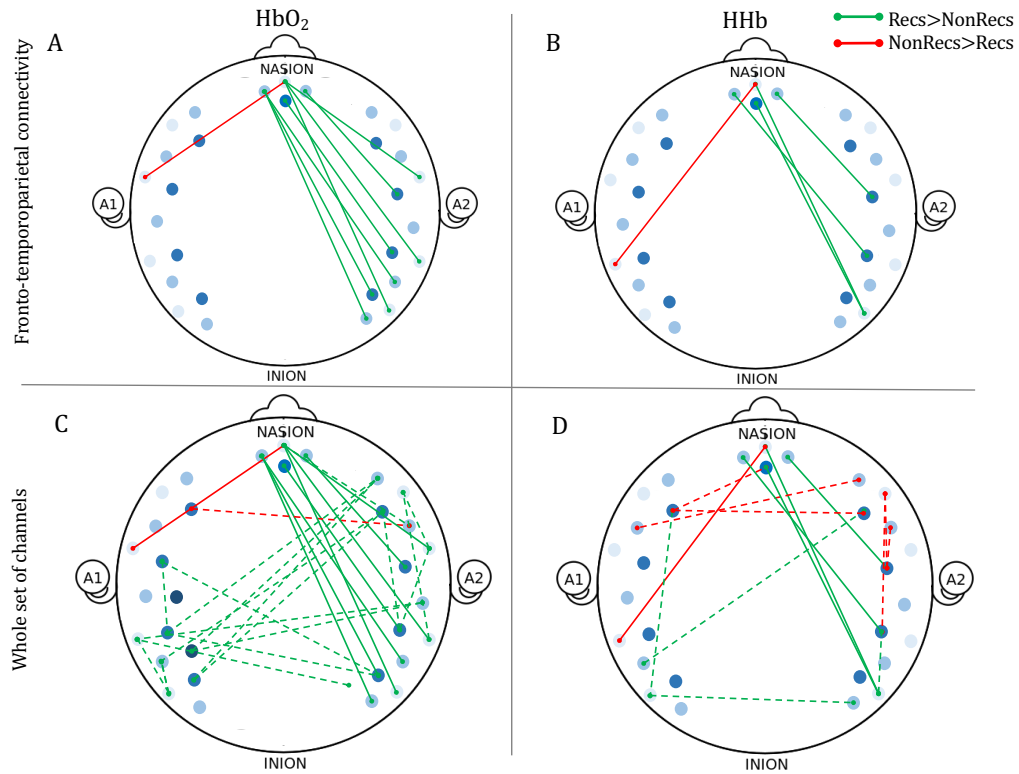 HbO₂
HHb
Recs>NonRecs
NonRecs>Recs
Fronto-temporoparietal connectivity
A
NASION
A1
A2
INION
B
NASION
A1
A2
INION
Whole set of channels
C
NASION
A1
A2
INION
D
NASION
A1
A2
INION